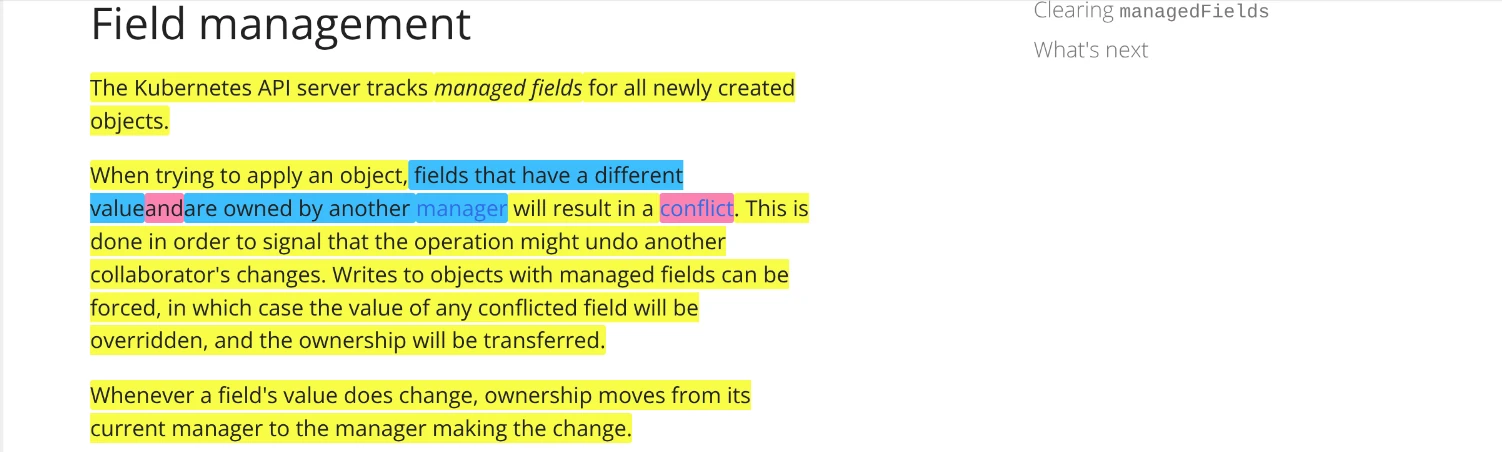 Field management
The Kubernetes API server tracks managed fields for all newly created
objects.
When trying to apply an object, fields that have a different
valueandare owned by another manager will result in a conflict. This is
done in order to signal that the operation might undo another
collaborator's changes. Writes to objects with managed fields can be
forced, in which case the value of any conflicted field will be
overridden, and the ownership will be transferred.
Whenever a field's value does change, ownership moves from its
current manager to the manager making the change.
Clearing managedFields
What's next